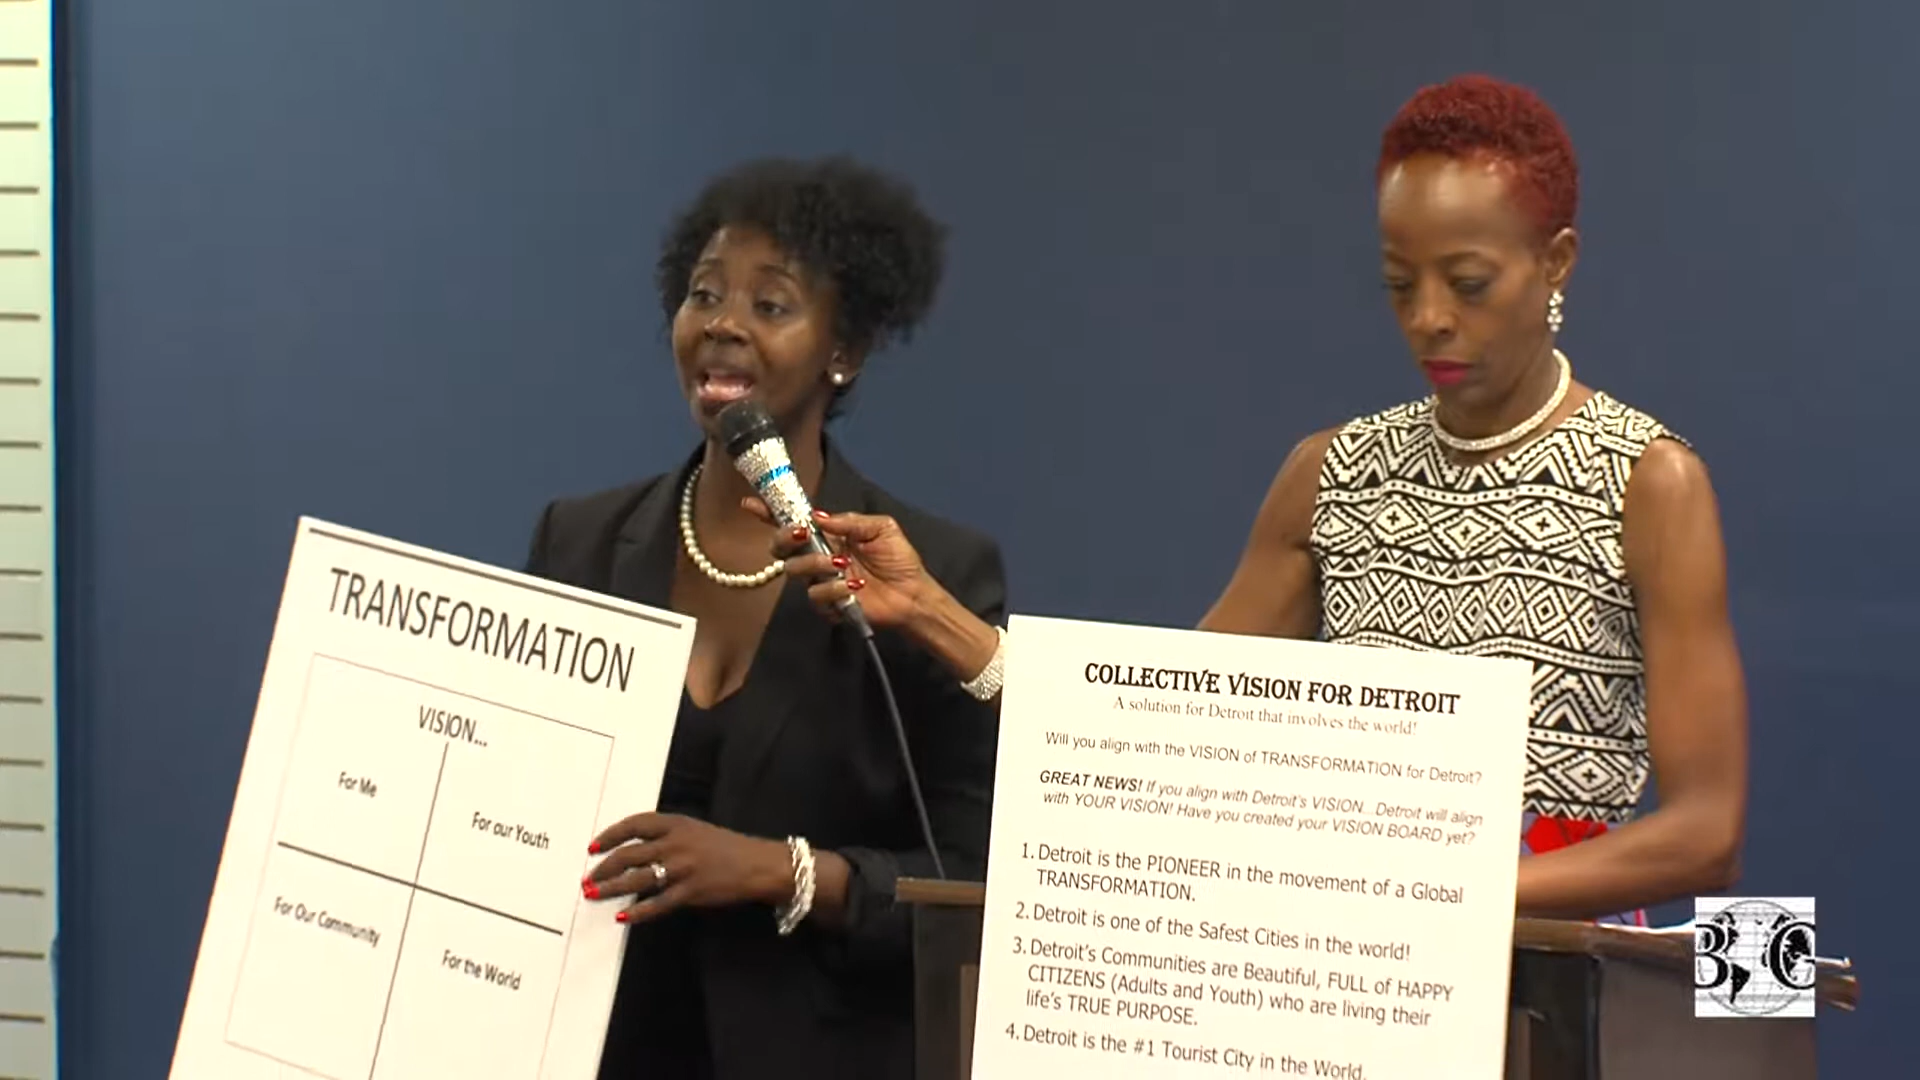 TRANSFORMATION
VISION...
For Me
For our Youth
For Our Community
For the World
COLLECTIVE VISION FOR DETROIT
A solution for Detroit that involves the world!
Will you align with the VISION of TRANSFORMATION for Detroit?
GREAT NEWS! If you align with Detroit's VISION...Detroit will align
with YOUR VISION! Have you created your VISION BOARD yet?
1. Detroit is the PIONEER in the movement of a Global
TRANSFORMATION.
2. Detroit is one of the Safest Cities in the world!
3. Detroit's Communities are Beautiful, FULL of HAPPY
CITIZENS (Adults and Youth) who are living their
life's TRUE PURPOSE.
4. Detroit is the #1 Tourist City in the World.